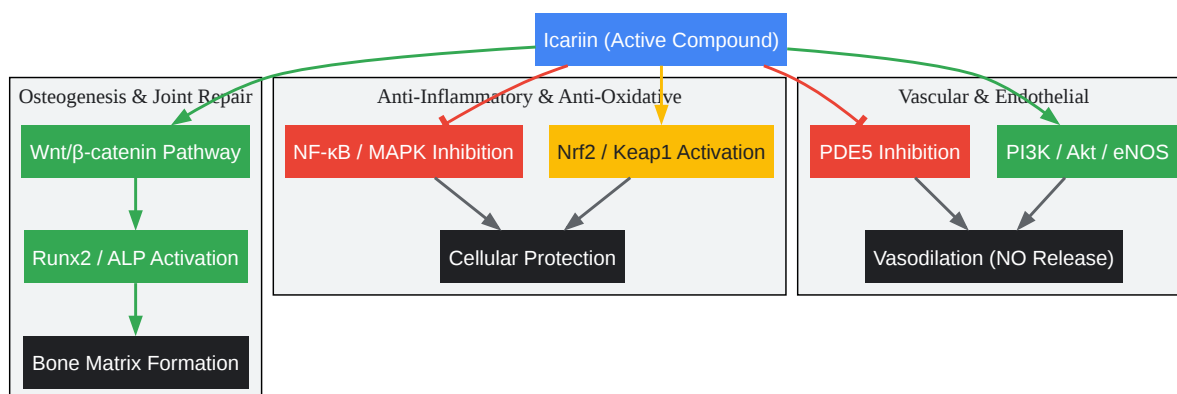 Icariin (Active Compound)
Osteogenesis & Joint Repair
Anti-Inflammatory & Anti-Oxidative
Vascular & Endothelial
Wnt/β-catenin Pathway
NF-κB / MAPK Inhibition
Nrf2 / Keap1 Activation
PDE5 Inhibition
PI3K / Akt / eNOS
Runx2 / ALP Activation
Cellular Protection
Vasodilation (NO Release)
Bone Matrix Formation